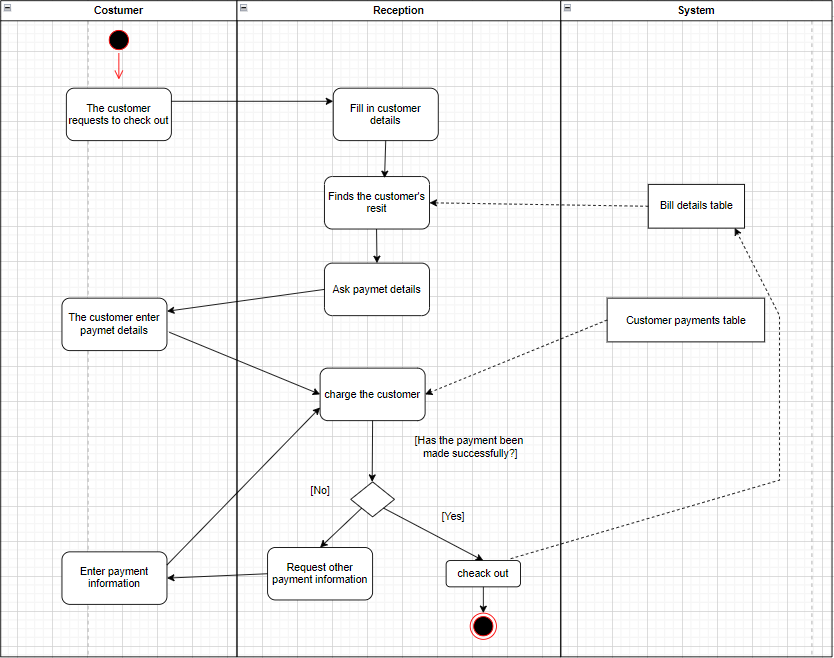 Costumer
Reception
System
The customer
requests to check out
Fill in customer
details
Finds the customer's
resit
Bill details table
Ask paymet details
The customer enter
paymet details
Customer payments table
charge the customer
[Has the payment been
made successfully?]
[No]
[Yes]
Enter payment
information
Request other
payment information
cheack out